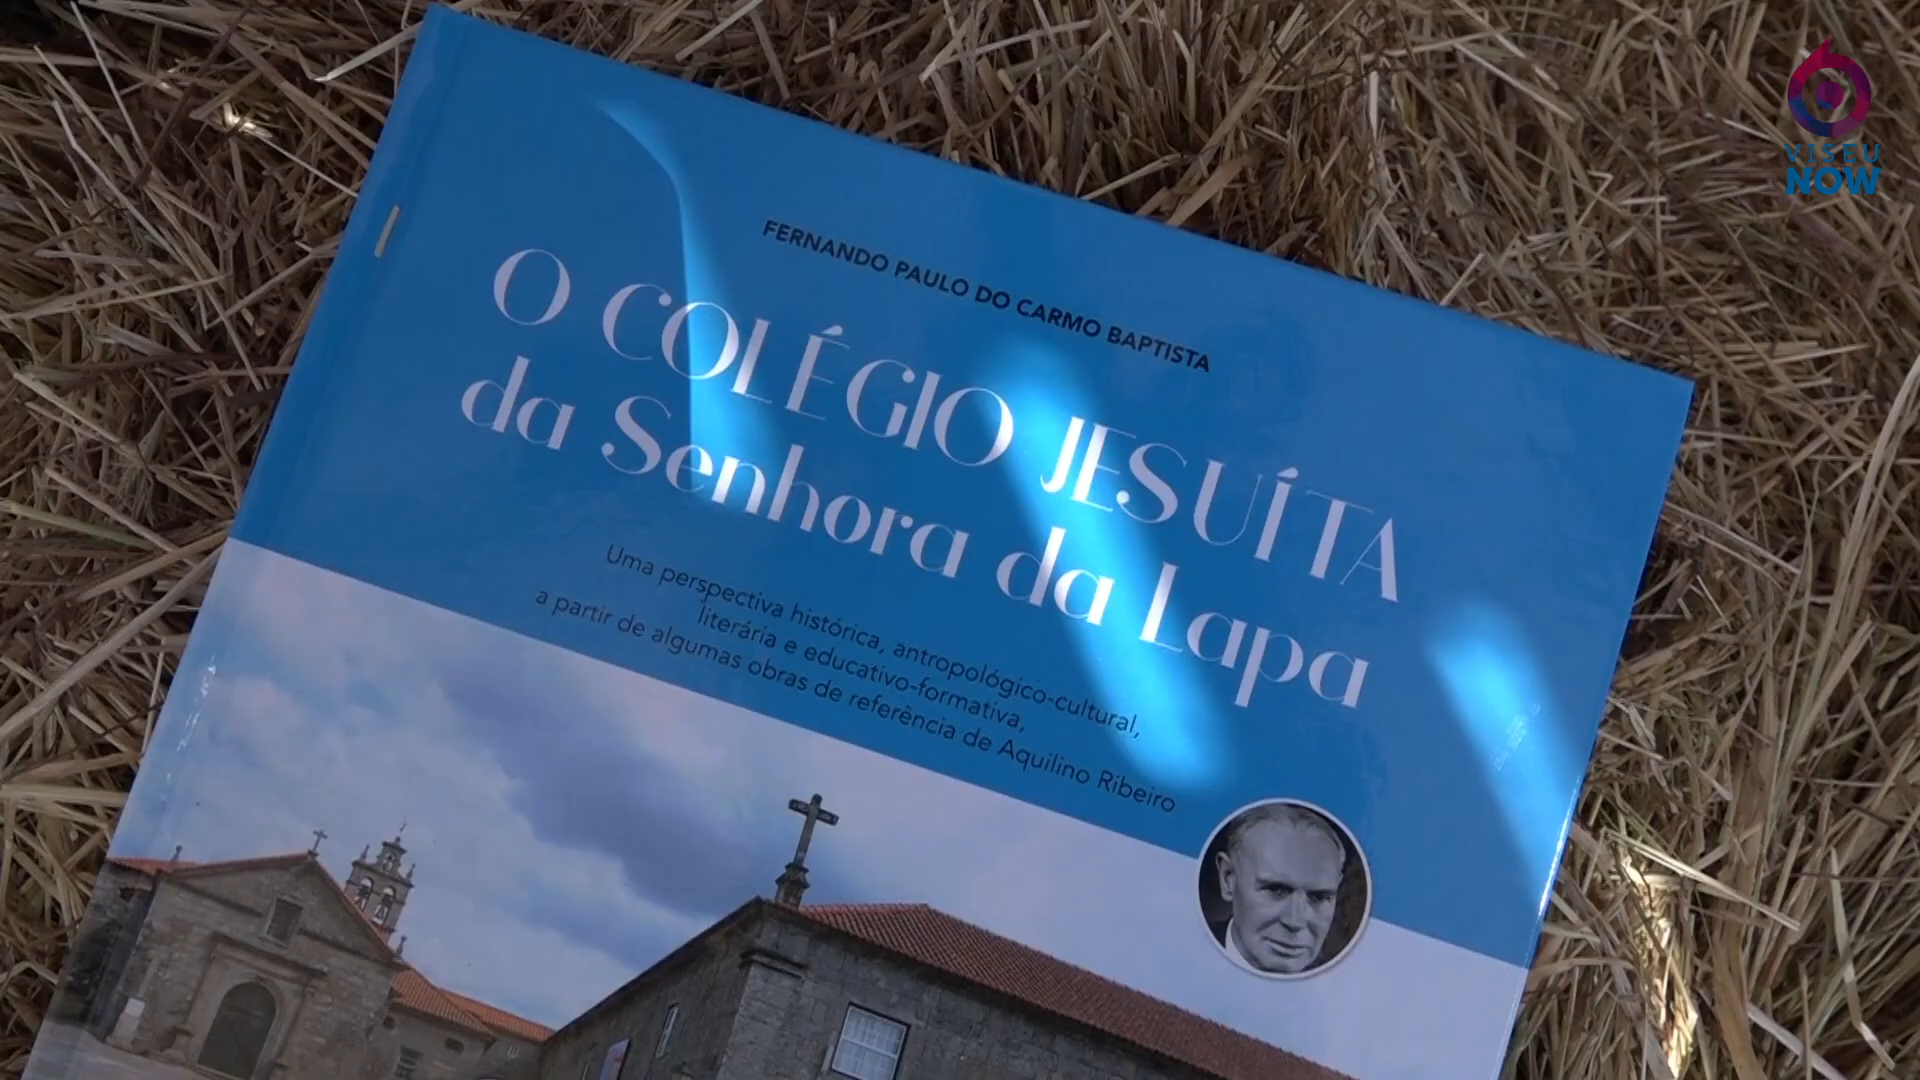 FERNANDO PAULO DO CARMO BAPTISTA
O COLÉGIO JESUÍTA
da Senhora da Lapa
Uma perspectiva histórica, antropológico-cultural,
literária e educativo-formativa,
a partir de algumas obras de referência de Aquilino Ribeiro
VISEU
NOW